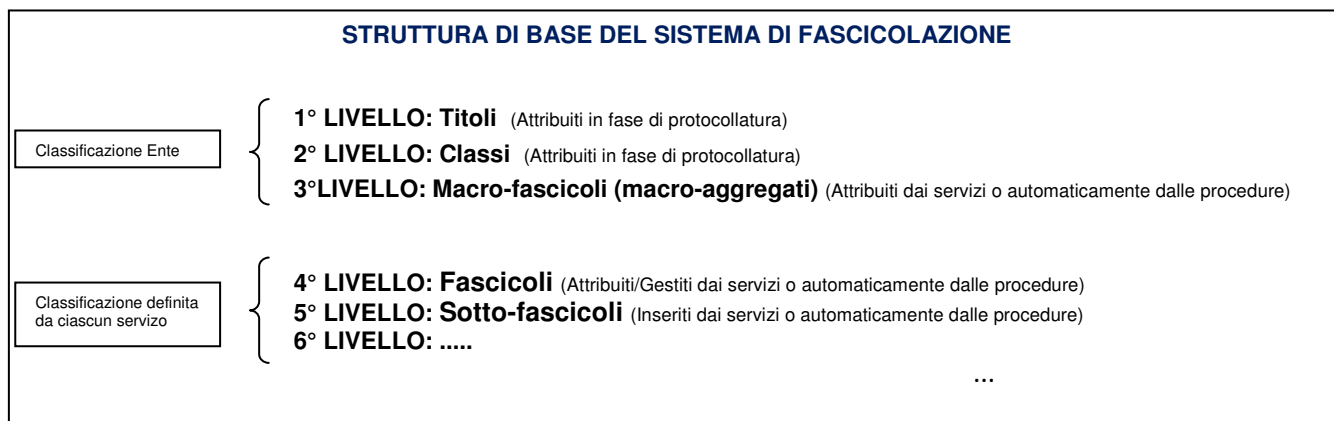 STRUTTURA DI BASE DEL SISTEMA DI FASCICOLAZIONE
Classificazione Ente
1° LIVELLO: Titoli (Attribuiti in fase di protocollatura)
2° LIVELLO: Classi (Attribuiti in fase di protocollatura)
3°LIVELLO: Macro-fascicoli (macro-aggregati) (Attribuiti dai servizi o automaticamente dalle procedure)
Classificazione definita
da ciascun servizo
4° LIVELLO: Fascicoli (Attribuiti/Gestiti dai servizi o automaticamente dalle procedure)
5° LIVELLO: Sotto-fascicoli (Inseriti dai servizi o automaticamente dalle procedure)
6° LIVELLO: .....
...